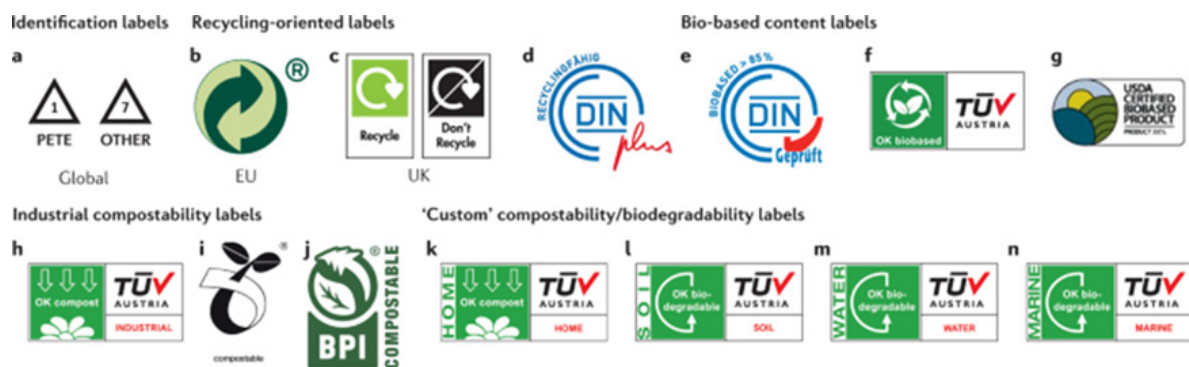 Identification labels
Recycling-oriented labels
Bio-based content labels
a
b
c
d
e
f
g
1
7
PETE
OTHER
Global
®
EU
Recycle
Don't
Recycle
UK
RECYCLINGFÄHIG
DIN
plus
BIOBASED > 85%
DIN
Geprüft
OK biobased
TÜV
AUSTRIA
USDA
CERTIFIED
BIOBASED
PRODUCT
Industrial compostability labels
'Custom' compostability/biodegradability labels
h
i
j
k
l
m
n
OK compost
TÜV
AUSTRIA
INDUSTRIAL
®
compostable
®
BPI
COMPOSTABLE
HOME
OK compost
TÜV
AUSTRIA
HOME
SOIL
OK bio-
degradable
TÜV
AUSTRIA
SOIL
WATER
OK bio-
degradable
TÜV
AUSTRIA
WATER
MARINE
OK bio-
degradable
TÜV
AUSTRIA
MARINE